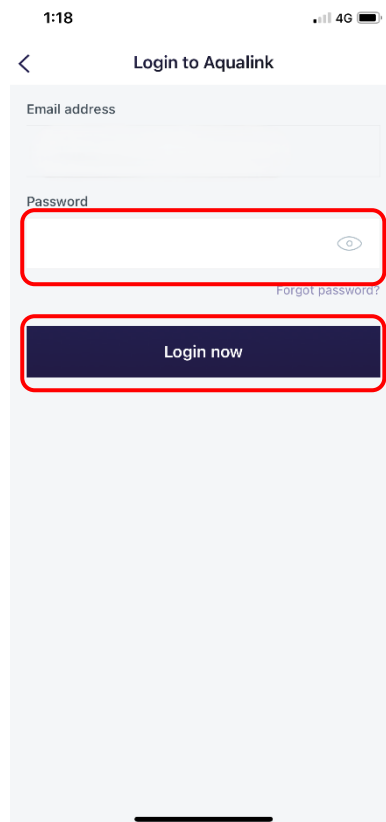 1:18 4G
Login to Aqualink
Email address
Password
Forgot password?
Login now